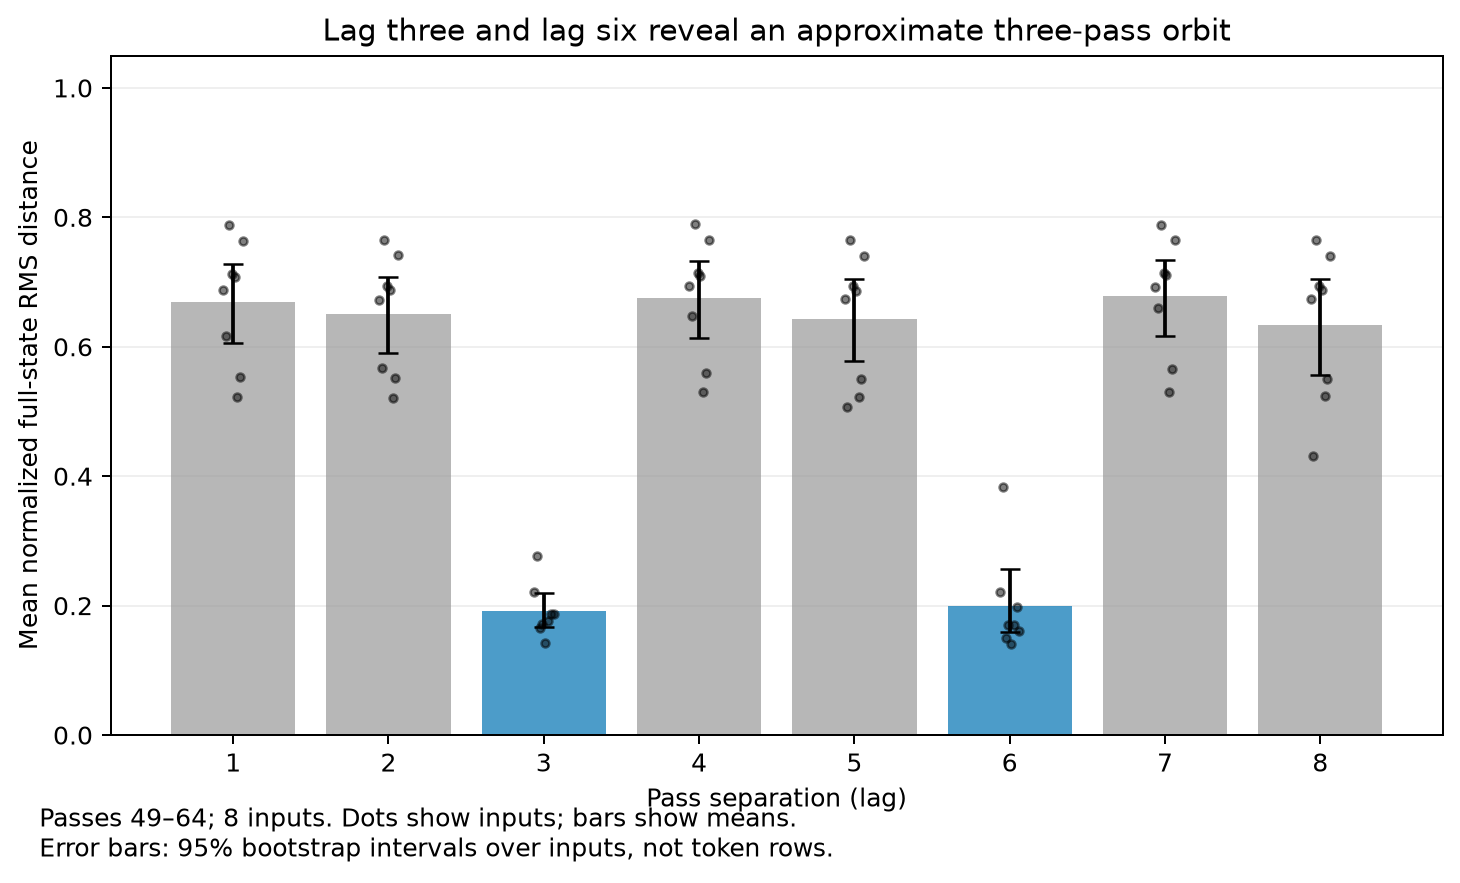 Lag three and lag six reveal an approximate three-pass orbit
Mean normalized full-state RMS distance
1.0
0.8
0.6
0.4
0.2
0.0
1 2 3 4 5 6 7 8
Pass separation (lag)
Passes 49–64; 8 inputs. Dots show inputs; bars show means.
Error bars: 95% bootstrap intervals over inputs, not token rows.